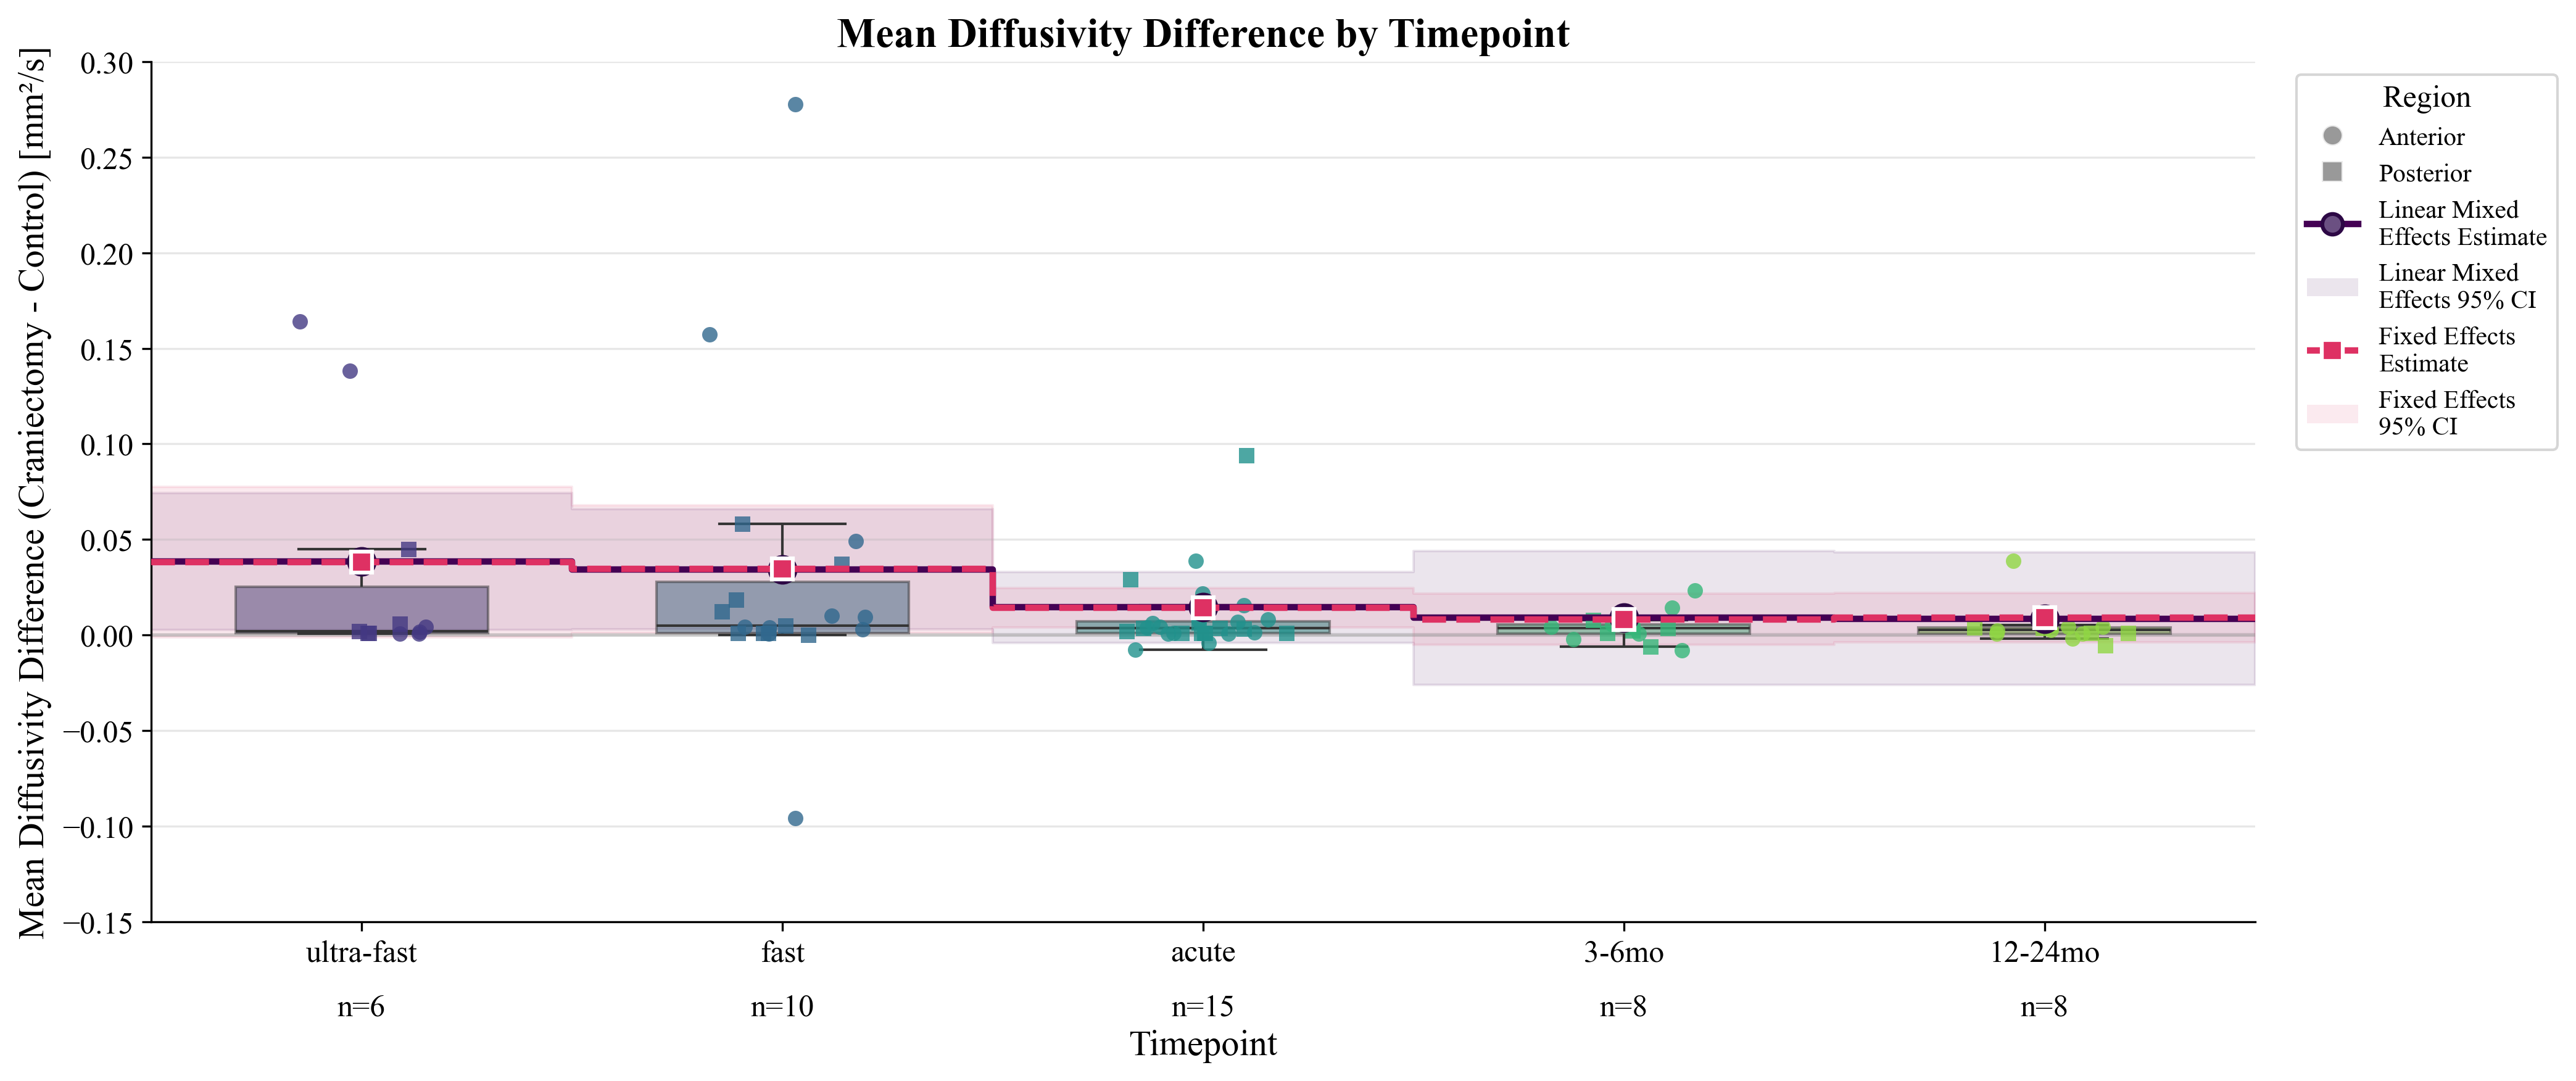 Mean Diffusivity Difference by Timepoint
Mean Diffusivity Difference (Craniectomy - Control) [mm²/s]
0.30
0.25
0.20
0.15
0.10
0.05
0.00
−0.05
−0.10
−0.15
ultra-fast
fast
acute
3-6mo
12-24mo
n=6
n=10
n=15
n=8
n=8
Timepoint
Region
Anterior
Posterior
Linear Mixed
Effects Estimate
Linear Mixed
Effects 95% CI
Fixed Effects
Estimate
Fixed Effects
95% CI